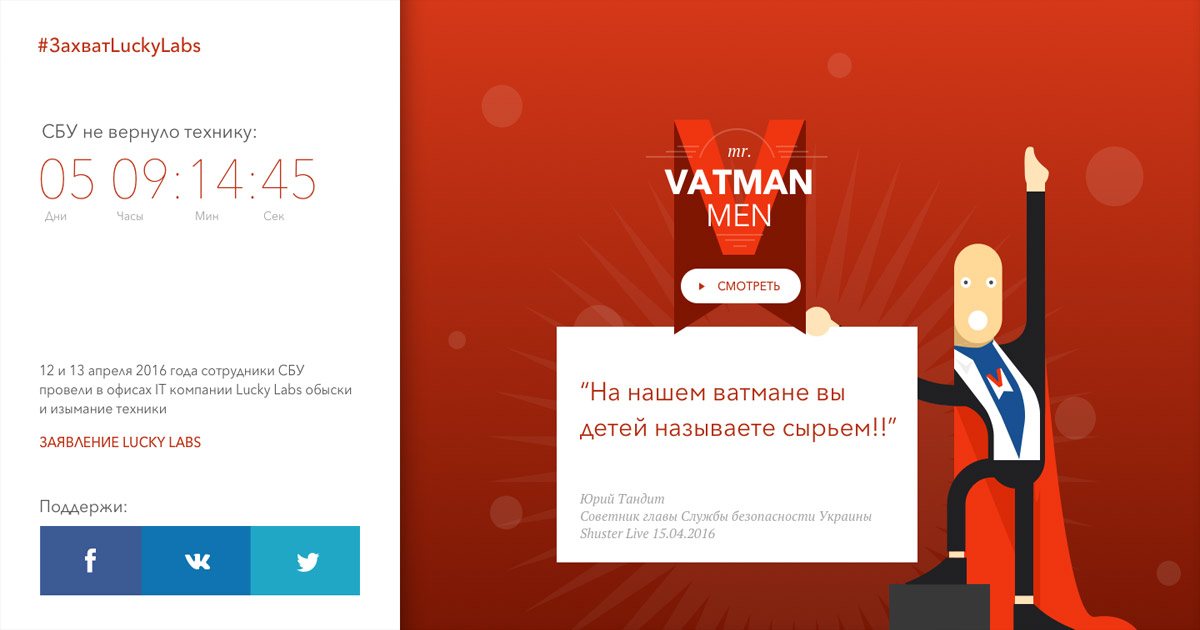 #ЗахватLuckyLabs
СБУ не вернуло технику:
05 09:14:45
Дни Часы Мин Сек
12 и 13 апреля 2016 года сотрудники СБУ
провели в офисах IT компании Lucky Labs обыски
и изымание техники
ЗАЯВЛЕНИЕ LUCKY LABS
Поддержи:
mr.
VATMAN
MEN
СМОТРЕТЬ
“На нашем ватмане вы
детей называете сырьем!!”
Юрий Тандит
Советник главы Службы безопасности Украины
Shuster Live 15.04.2016